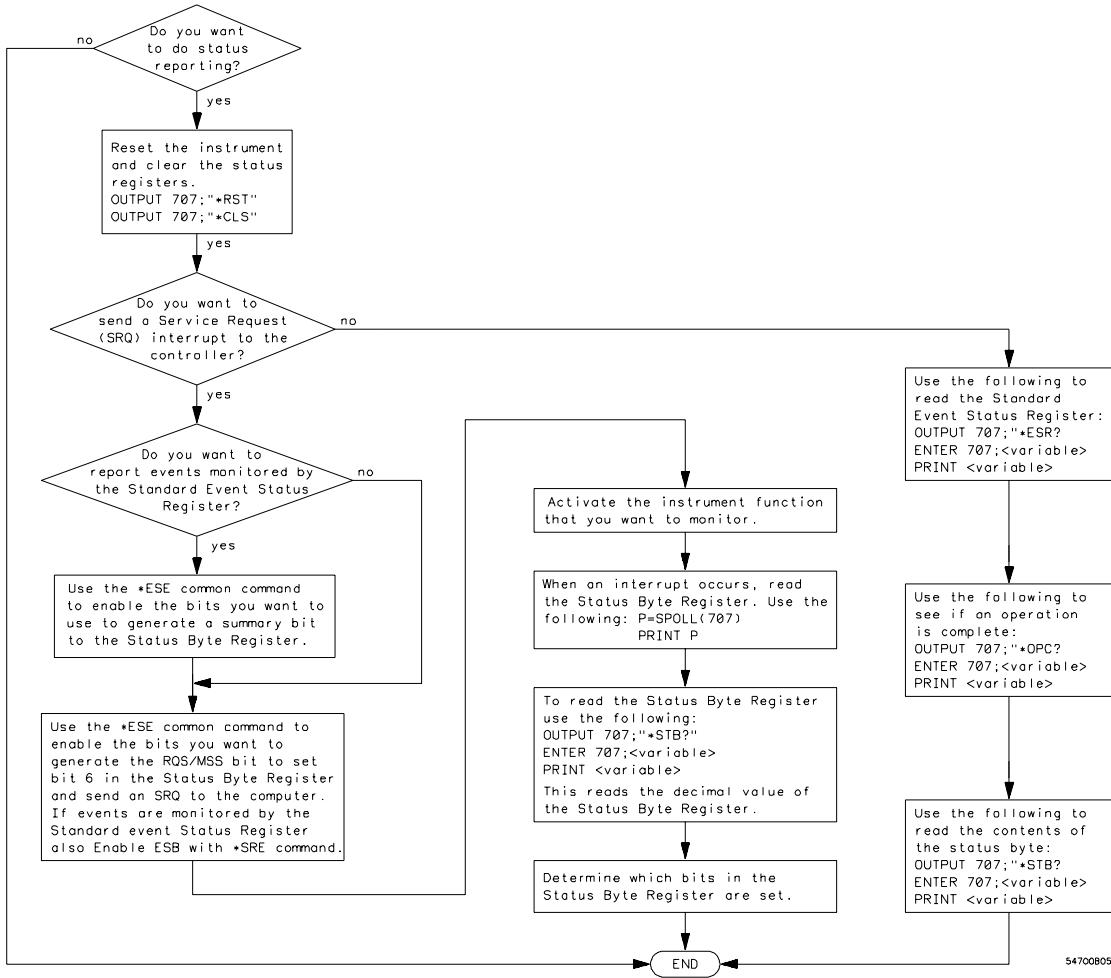 Do you want
to do status
reporting?
no
yes
Reset the instrument
and clear the status
registers.
OUTPUT 707;"*RST"
OUTPUT 707;"*CLS"
yes
Do you want to
send a Service Request
(SRQ) interrupt to the
controller?
no
yes
Do you want to
report events monitored by
the Standard Event Status
Register?
no
yes
Use the *ESE common command
to enable the bits you want to
use to generate a summary bit
to the Status Byte Register.
Use the *ESE common command to
enable the bits you want to
generate the RQS/MSS bit to set
bit 6 in the Status Byte Register
and send an SRQ to the computer.
If events are monitored by the
Standard event Status Register
also Enable ESB with *SRE command.
Activate the instrument function
that you want to monitor.
When an interrupt occurs, read
the Status Byte Register. Use the
following: P=SPOLL(707)
PRINT P
To read the Status Byte Register
use the following:
OUTPUT 707;"*STB?"
ENTER 707;<variable>
PRINT <variable>
This reads the decimal value of
the Status Byte Register.
Determine which bits in the
Status Byte Register are set.
Use the following to
read the Standard
Event Status Register:
OUTPUT 707;"*ESR?
ENTER 707;<variable>
PRINT <variable>
Use the following to
see if an operation
is complete:
OUTPUT 707;"*OPC?
ENTER 707;<variable>
PRINT <variable>
Use the following to
read the contents of
the status byte:
OUTPUT 707;"*STB?
ENTER 707;<variable>
PRINT <variable>
END
54700B05